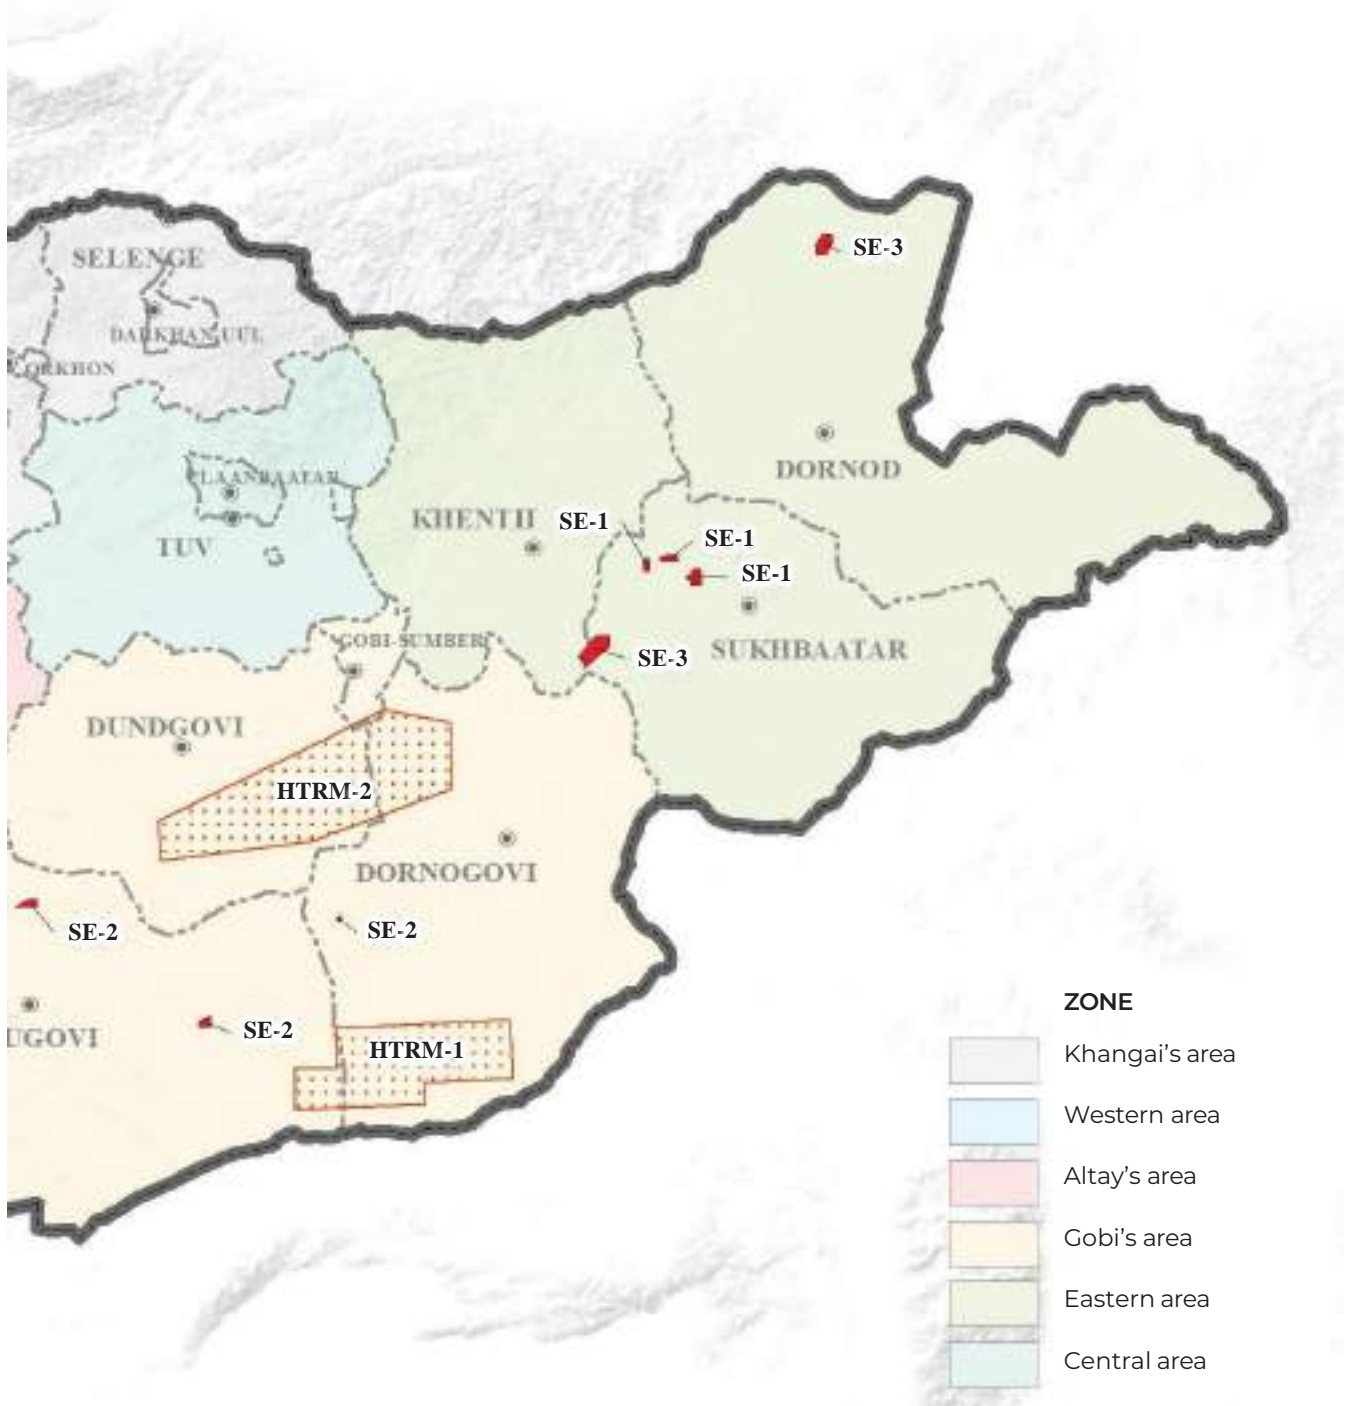 SE-3
SELENGE
DARKHAN-UUL
ORKHON
DORNOD
KHENTII
SE-1
SE-1
SE-1
TUV
GOBI-SUMBER
SE-3
SUKHBAATAR
DUNDGOVI
HTRM-2
DORNOGOVI
SE-2
SE-2
SE-2
UGOVI
HTRM-1
ZONE
Khangai’s area
Western area
Altay’s area
Gobi’s area
Eastern area
Central area